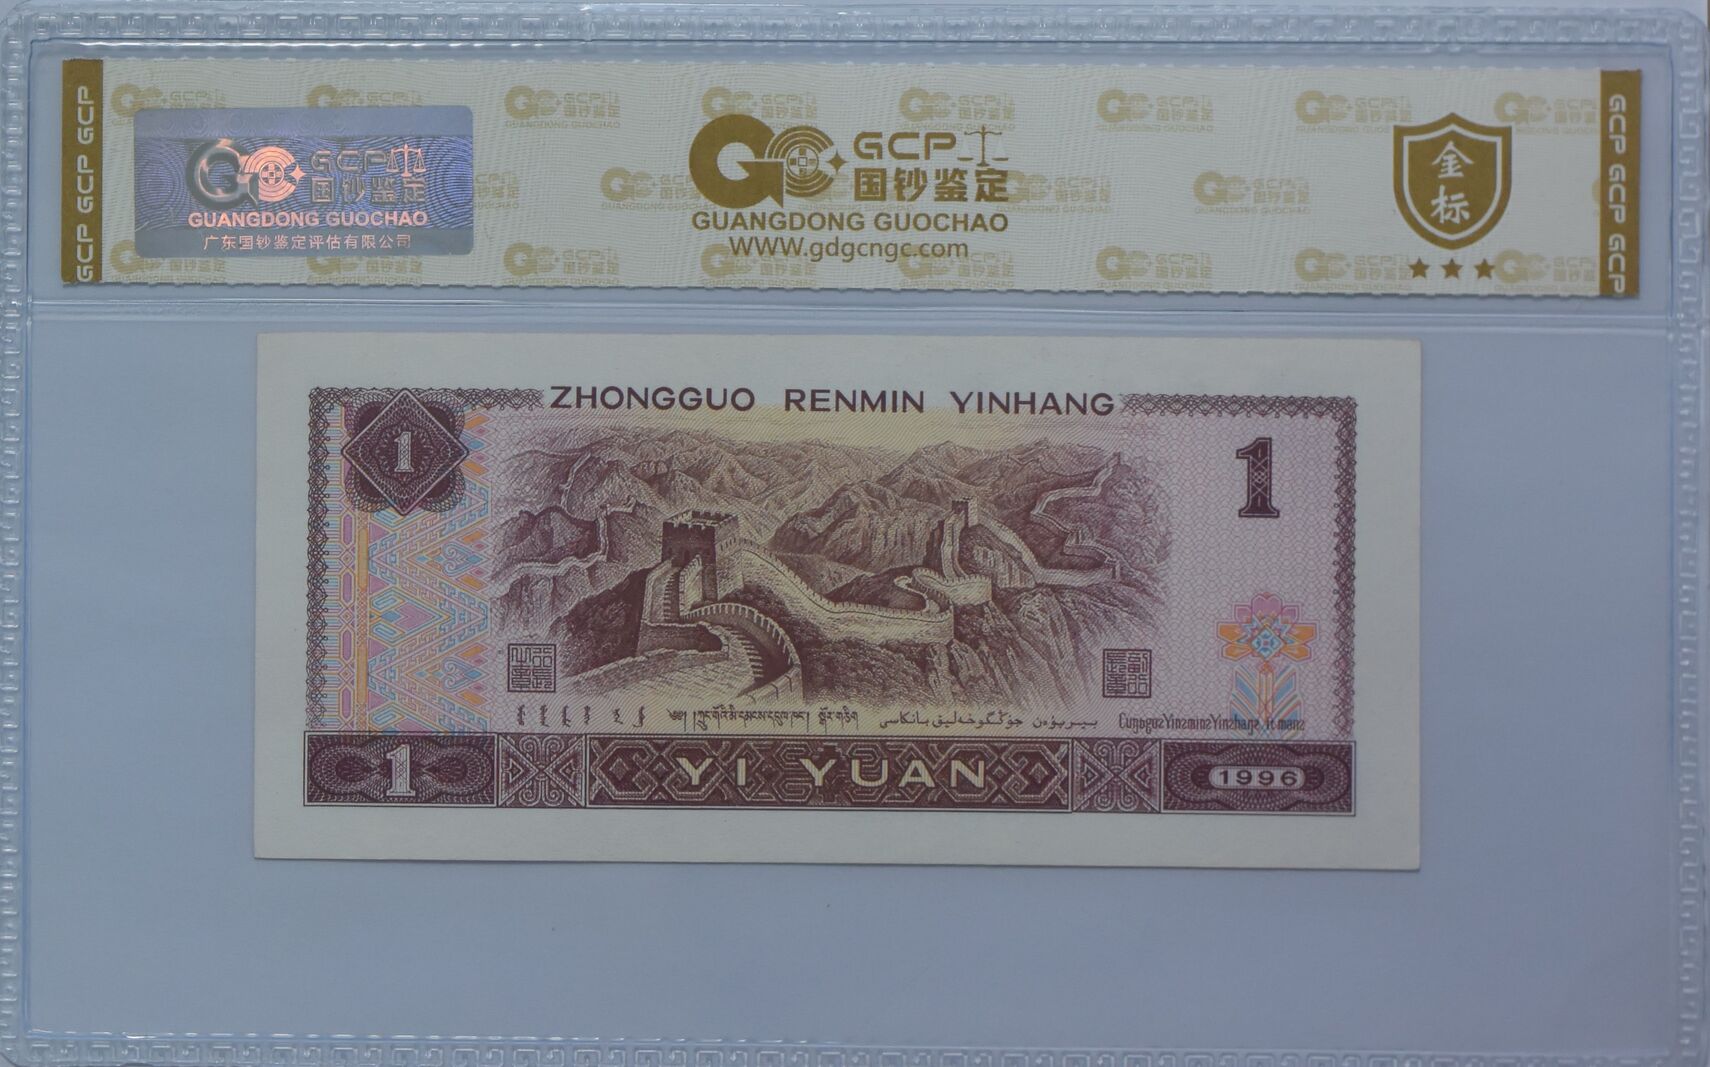 GCP GCP GCP
GCP
国钞鉴定
GUANGDONG GUOCHAO
广东国钞鉴定评估有限公司
GCP
国钞鉴定
GUANGDONG GUOCHAO
WWW.gdgcngc.com
金标
GCP GCP GCP
ZHONGGUO RENMIN YINHANG
1
1
1 YI YUAN 1996